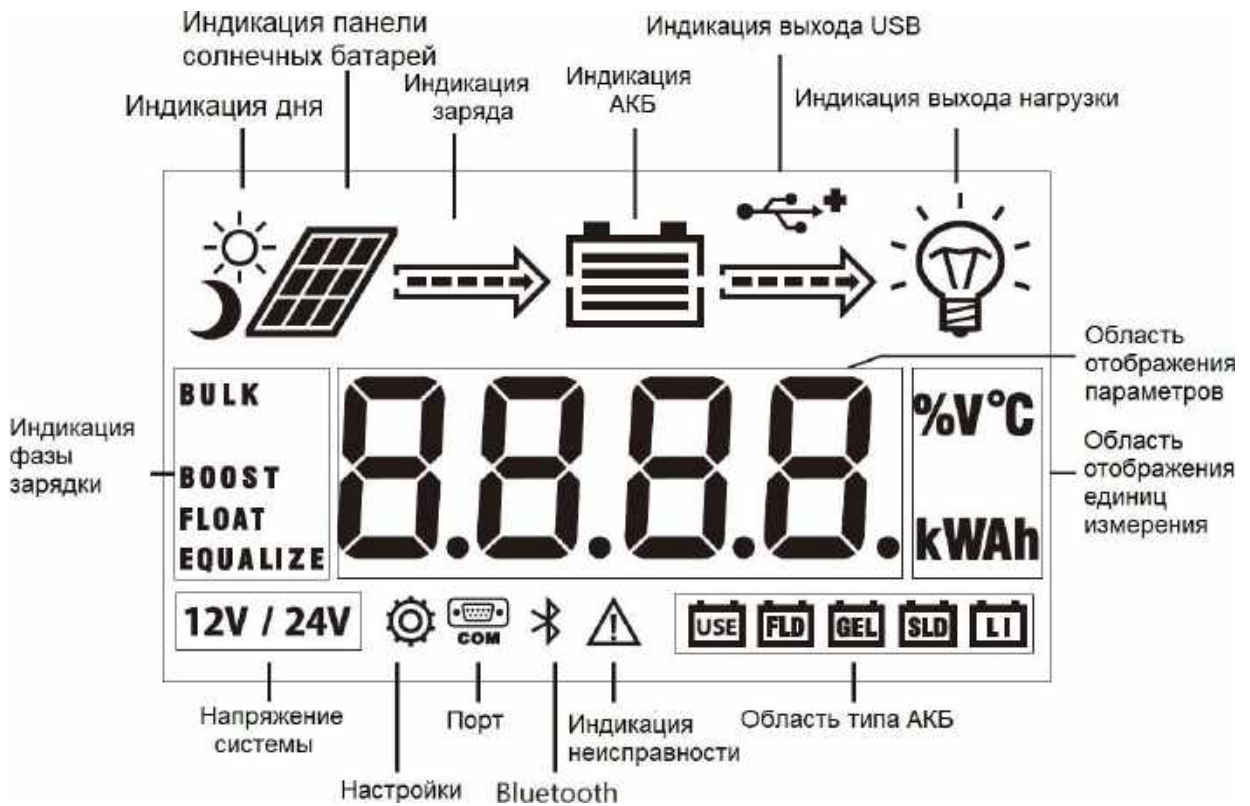 Индикация панели
солнечных батарей
Индикация выхода USB
Индикация
заряда
Индикация
АКБ
Индикация дня
Индикация выхода нагрузки
Область
отображения
параметров
BULK
BOOST
FLOAT
EQUALIZE
8.8.8.8.
%V°C
kWAh
Индикация
фазы
зарядки
Область
отображения
единиц
измерения
12V / 24V
COM
USE
FLD
GEL
SLD
LI
Напряжение
системы
Порт
Индикация
неисправности
Область типа АКБ
Настройки
Bluetooth